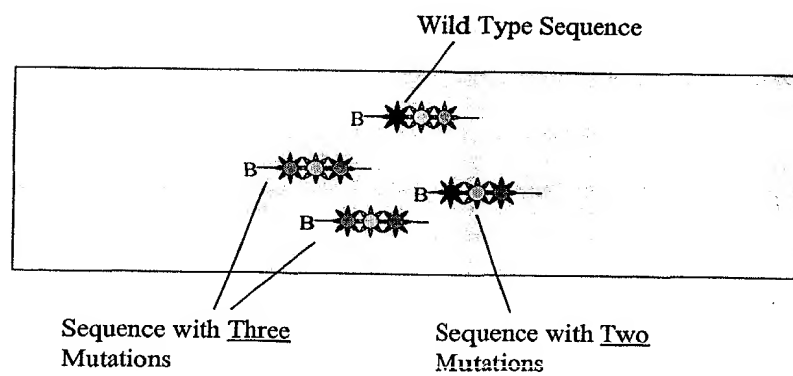 Wild Type Sequence
B
B
B
B
Sequence with Three
Mutations
Sequence with Two
Mutations